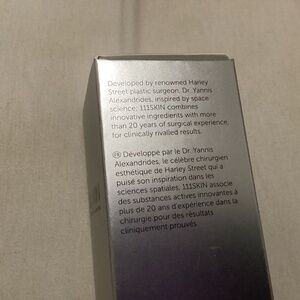 Developed by renowned Harley
Street plastic surgeon, Dr. Yannis
Alexandrides, inspired by space
science; 111SKIN combines
innovative ingredients with more
than 20 years of surgical experience,
for clinically rivalled results.
FR Développé par le Dr. Yannis
Alexandrides, le célèbre chirurgien
esthétique de Harley Street qui a
puisé son inspiration dans les
sciences spatiales, 111SKIN associe
des substances actives innovantes à
plus de 20 ans d'expérience dans la
chirurgie pour des résultats
cliniquement prouvés.